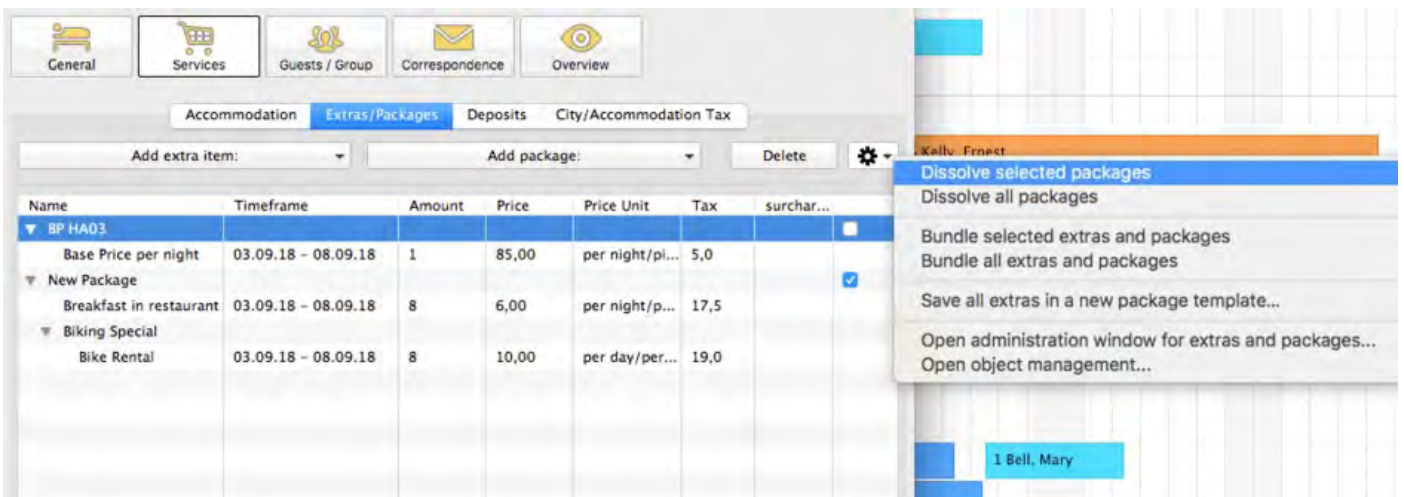 General Services Guests / Group Correspondence Overview
Accommodation Extras/Packages Deposits City/Accommodation Tax
Add extra item: Add package: Delete
Kelly, Ernest
Dissolve selected packages
Dissolve all packages
Bundle selected extras and packages
Bundle all extras and packages
Save all extras in a new package template...
Open administration window for extras and packages...
Open object management...
Name Timeframe Amount Price Price Unit Tax surchar...
BP HA03
Base Price per night 03.09.18 – 08.09.18 1 85,00 per night/pi... 5,0
New Package
Breakfast in restaurant 03.09.18 – 08.09.18 8 6,00 per night/p... 17,5
Biking Special
Bike Rental 03.09.18 – 08.09.18 8 10,00 per day/per... 19,0
1 Bell, Mary